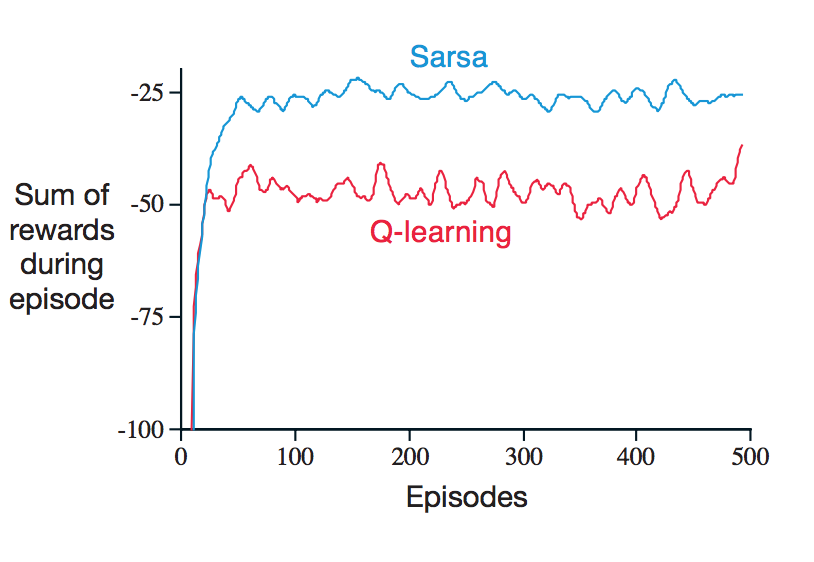 Sarsa
-25
Sum of
rewards
during
episode
-50
Q-learning
-75
-100
0 100 200 300 400 500
Episodes